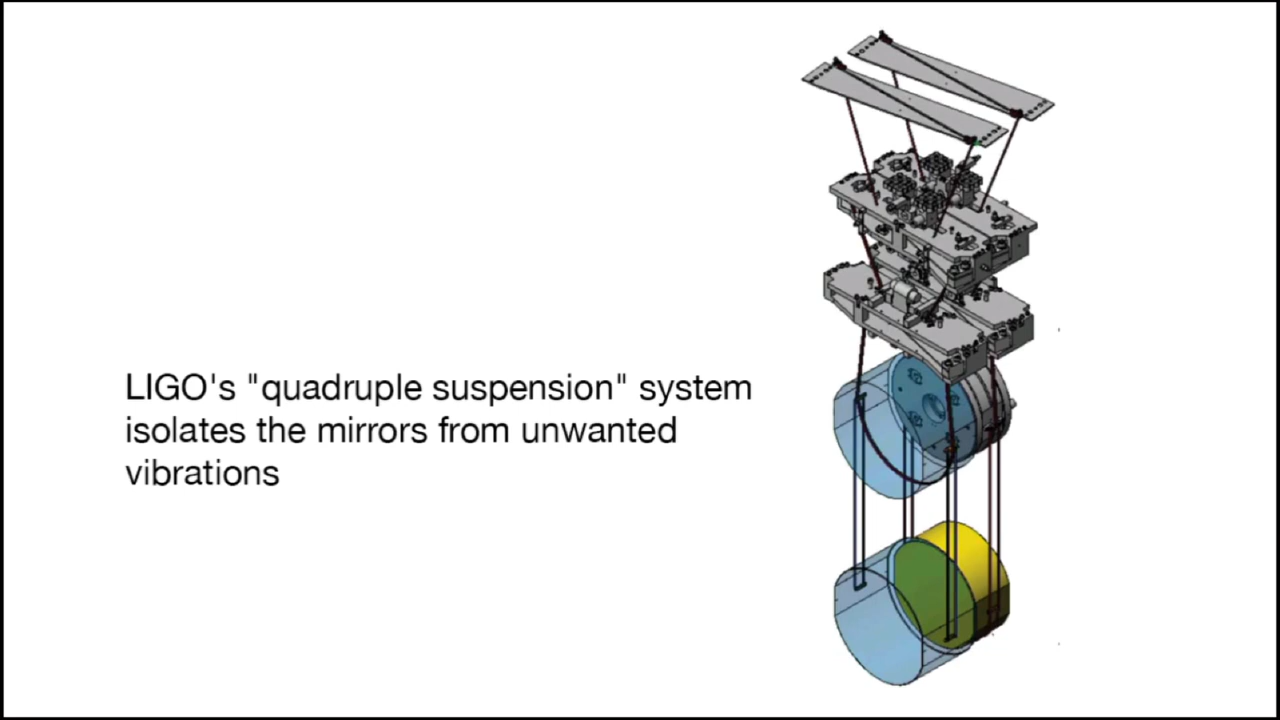 LIGO's "quadruple suspension" system
isolates the mirrors from unwanted
vibrations